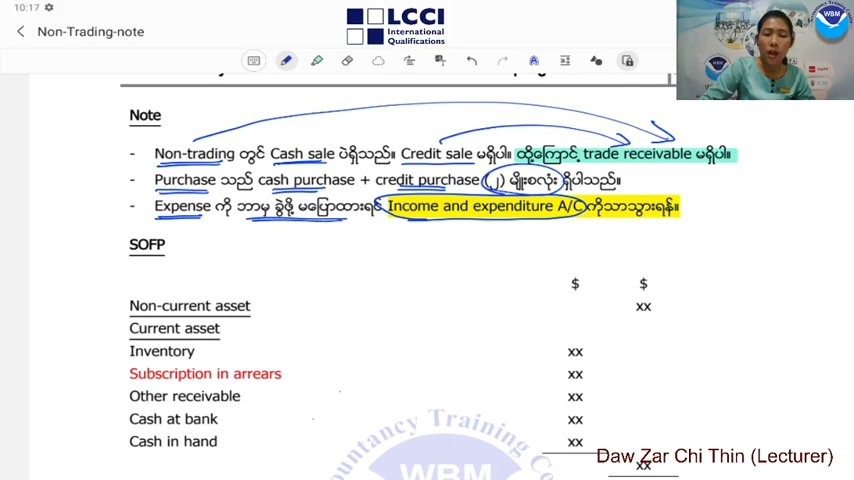 10:17
Non-Trading-note
LCCI
International
Qualifications
WBM
Note
- Non-trading တွင် Cash sale ပဲရှိသည်။ Credit sale မရှိပါ။ ထို့ကြောင့် trade receivable မရှိပါ။
- Purchase သည် cash purchase + credit purchase (၂) မျိုးစလုံး ရှိပါသည်။
- Expense ကို ဘာမှ ခွဲဖို့ မပြောထားရင် Income and expenditure A/C ကိုသာသွားရန်။
SOFP
$ $
Non-current asset xx
Current asset
Inventory xx
Subscription in arrears xx
Other receivable xx
Cash at bank xx
Cash in hand xx
xx
ountancy Training Ce
WBM
Daw Zar Chi Thin (Lecturer)